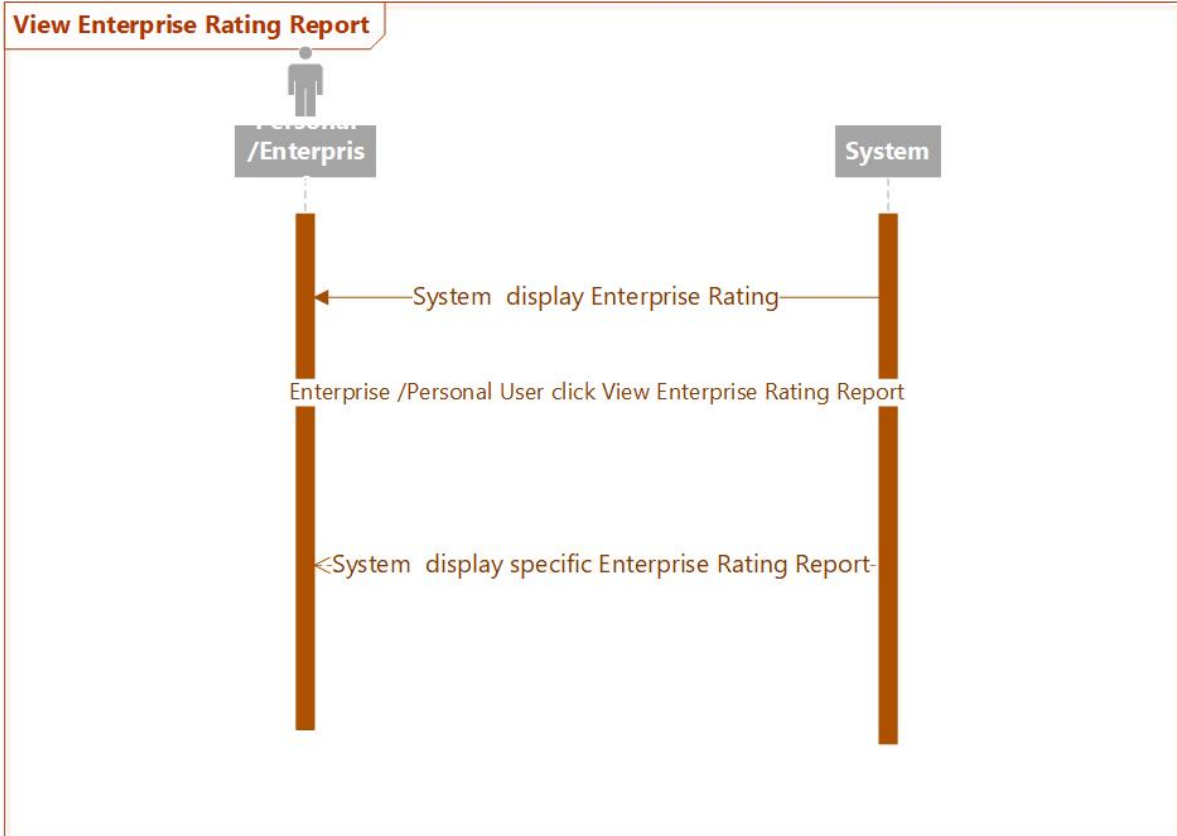 View Enterprise Rating Report
Personal
/Enterpris
System
System display Enterprise Rating
Enterprise /Personal User click View Enterprise Rating Report
System display specific Enterprise Rating Report